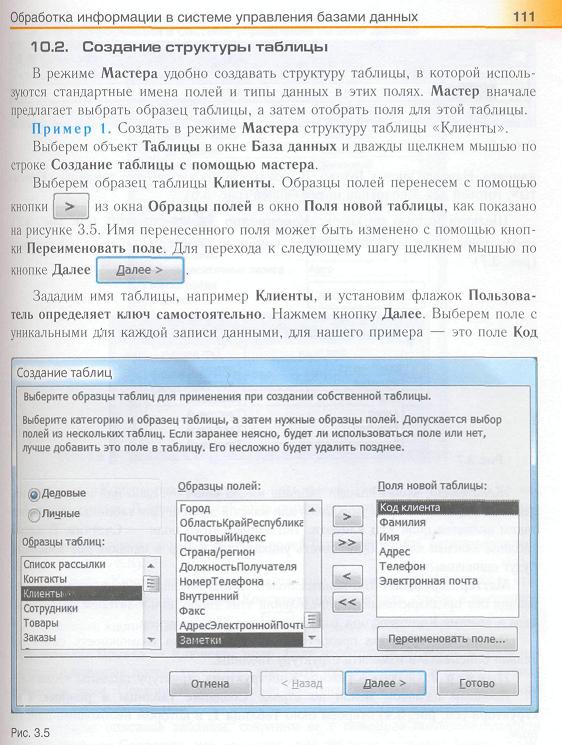 Обработка информации в системе управления базами данных 111
10.2. Создание структуры таблицы
В режиме Мастера удобно создавать структуру таблицы, в которой исполь-
зуются стандартные имена полей и типы данных в этих полях. Мастер вначале
предлагает выбрать образец таблицы, а затем отобрать поля для этой таблицы.
Пример 1. Создать в режиме Мастера структуру таблицы «Клиенты».
Выберем объект Таблицы в окне База данных и дважды щелкнем мышью по
строке Создание таблицы с помощью мастера.
Выберем образец таблицы Клиенты. Образцы полей перенесем с помощью
кнопки > из окна Образцы полей в окно Поля новой таблицы, как показано
на рисунке 3.5. Имя перенесенного поля может быть изменено с помощью кноп-
ки Переименовать поле. Для перехода к следующему шагу щелкнем мышью по
кнопке Далее Далее > .
Зададим имя таблицы, например Клиенты, и установим флажок Пользова-
тель определяет ключ самостоятельно. Нажмем кнопку Далее. Выберем поле с
уникальными для каждой записи данными, для нашего примера — это поле Код
Создание таблиц
Выберите образцы таблиц для применения при создании собственной таблицы.
Выберите категорию и образец таблицы, а затем нужные образцы полей. Допускается выбор
полей из нескольких таблиц. Если заранее неясно, будет ли использоваться поле или нет,
лучше добавить это поле в таблицу. Его несложно будет удалить позднее.
Деловые
Личные
Образцы таблиц:
Список рассылки
Контакты
Клиенты
Сотрудники
Товары
Заказы
Образцы полей:
Город
ОбластьКрайРеспублика
ПочтовыйИндекс
Страна/регион
ДолжностьПолучателя
НомерТелефона
Внутренний
Факс
АдресЭлектроннойПочты
Заметки
>
>>
<
<<
Поля новой таблицы:
Код клиента
Фамилия
Имя
Адрес
Телефон
Электронная почта
Переименовать поле...
Отмена
< Назад
Далее >
Готово
Рис. 3.5